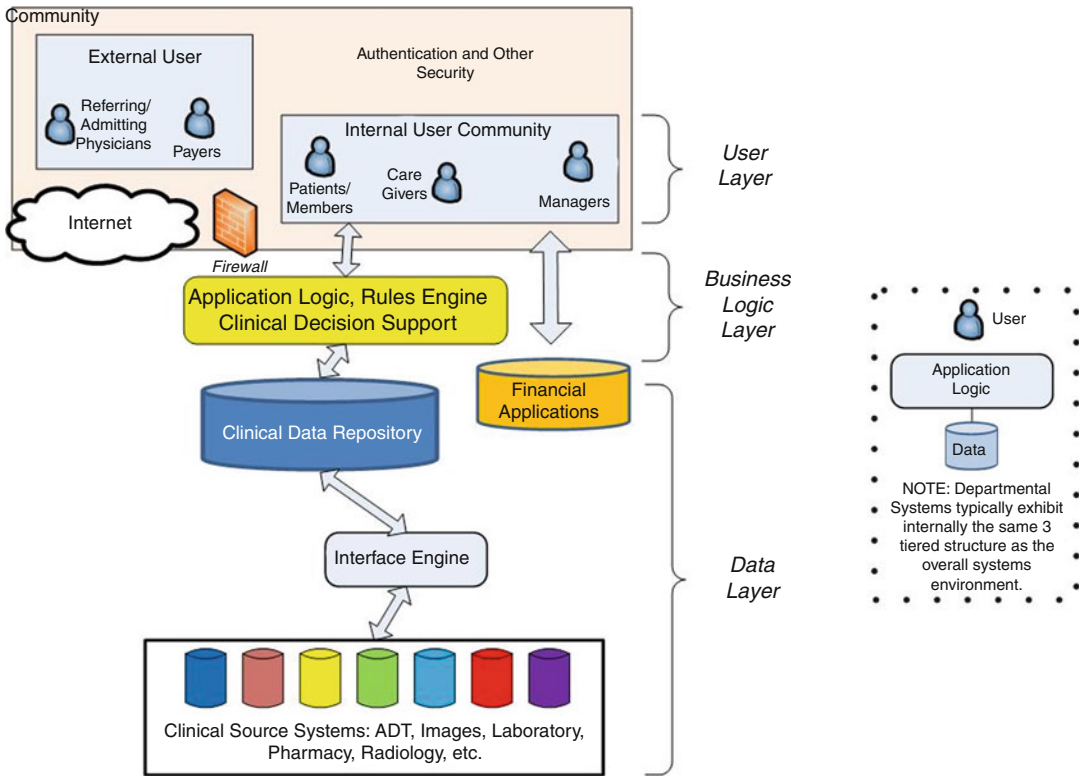 Community
External User
Referring/
Admitting
Physicians
Payers
Authentication and Other
Security
Internal User Community
Patients/
Members
Care
Givers
Managers
Internet
Firewall
User
Layer
Application Logic, Rules Engine
Clinical Decision Support
Business
Logic
Layer
Financial
Applications
Clinical Data Repository
Interface Engine
Data
Layer
Clinical Source Systems: ADT, Images, Laboratory,
Pharmacy, Radiology, etc.
User
Application
Logic
Data
NOTE: Departmental
Systems typically exhibit
internally the same 3
tiered structure as the
overall systems
environment.